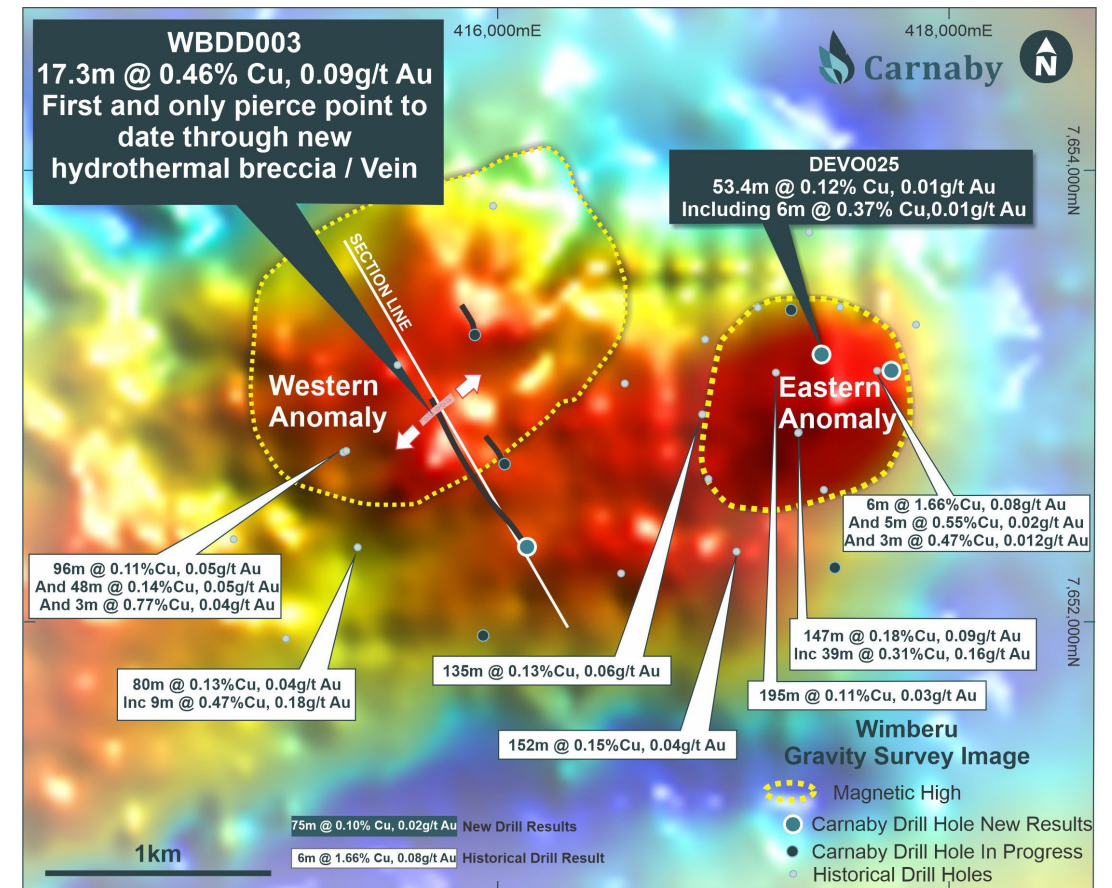 416,000mE
418,000mE
WBDD003
17.3m @ 0.46% Cu, 0.09g/t Au
First and only pierce point to
date through new
hydrothermal breccia / Vein
Carnaby
N
7,654,000mN
DEVO025
53.4m @ 0.12% Cu, 0.01g/t Au
Including 6m @ 0.37% Cu,0.01g/t Au
SECTION LINE
Western
Anomaly
Eastern
Anomaly
6m @ 1.66%Cu, 0.08g/t Au
And 5m @ 0.55%Cu, 0.02g/t Au
And 3m @ 0.47%Cu, 0.012g/t Au
96m @ 0.11%Cu, 0.05g/t Au
And 48m @ 0.14%Cu, 0.05g/t Au
And 3m @ 0.77%Cu, 0.04g/t Au
7,652,000mN
147m @ 0.18%Cu, 0.09g/t Au
Inc 39m @ 0.31%Cu, 0.16g/t Au
135m @ 0.13%Cu, 0.06g/t Au
80m @ 0.13%Cu, 0.04g/t Au
Inc 9m @ 0.47%Cu, 0.18g/t Au
195m @ 0.11%Cu, 0.03g/t Au
152m @ 0.15%Cu, 0.04g/t Au
Wimberu
Gravity Survey Image
Magnetic High
Carnaby Drill Hole New Results
Carnaby Drill Hole In Progress
Historical Drill Holes
75m @ 0.10% Cu, 0.02g/t Au New Drill Results
6m @ 1.66% Cu, 0.08g/t Au Historical Drill Result
1km